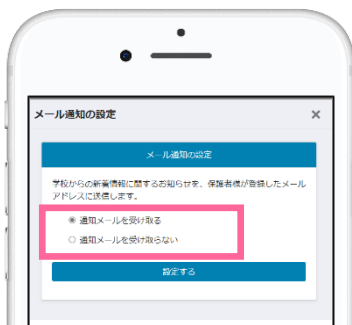 メール通知の設定 ×
メール通知の設定
学校からの新着情報に関するお知らせを、保護者様が登録したメール
アドレスに送信します。
通知メールを受け取る
通知メールを受け取らない
設定する